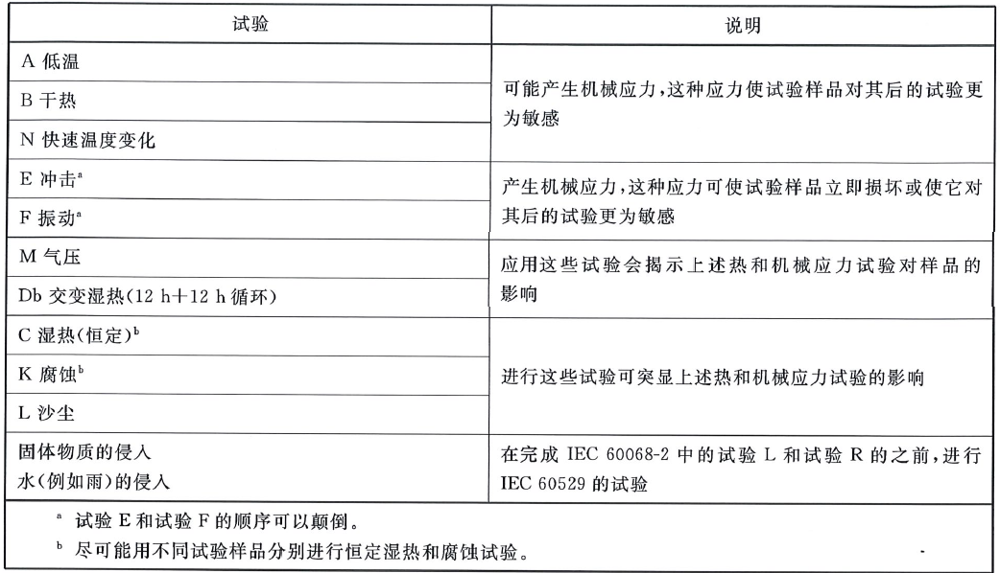 试验
说明
A 低温
B 干热
N 快速温度变化
可能产生机械应力,这种应力使试验样品对其后的试验更
为敏感
E 冲击ᵃ
F 振动ᵃ
产生机械应力,这种应力可使试验样品立即损坏或使它对
其后的试验更为敏感
M 气压
Db 交变湿热(12 h+12 h 循环)
应用这些试验会揭示上述热和机械应力试验对样品的
影响
C 湿热(恒定)ᵇ
K 腐蚀ᵇ
L 沙尘
进行这些试验可突显上述热和机械应力试验的影响
固体物质的侵入
水(例如雨)的侵入
在完成 IEC 60068-2 中的试验 L 和试验 R 的之前,进行
IEC 60529 的试验
ᵃ 试验 E 和试验 F 的顺序可以颠倒。
ᵇ 尽可能用不同试验样品分别进行恒定湿热和腐蚀试验。